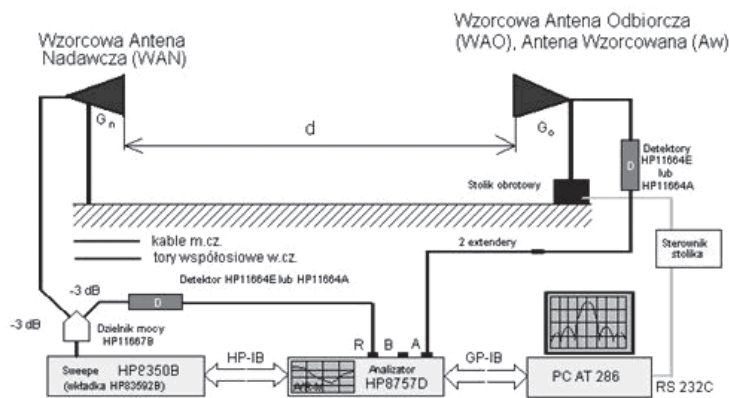 Wzorcowa Antena
Nadawcza (WAN)
Wzorcowa Antena Odbiorcza
(WAO), Antena Wzorcowana (Aw)
G n
d
G o
Detektory
HP11664E
lub
HP11664A
D
Stolik obrotowy
kable m.cz.
tory współosiowe w.cz.
2 extendery
Sterownik
stolika
Detektor HP11664E lub HP11664A
-3 dB
D
-3 dB
Dzielnik mocy
HP11667B
R B A
Sweepe HP8350B
(wkładka HP83592B)
HP-IB
Analizator
HP8757D
GP-IB
PC AT 286
RS 232C